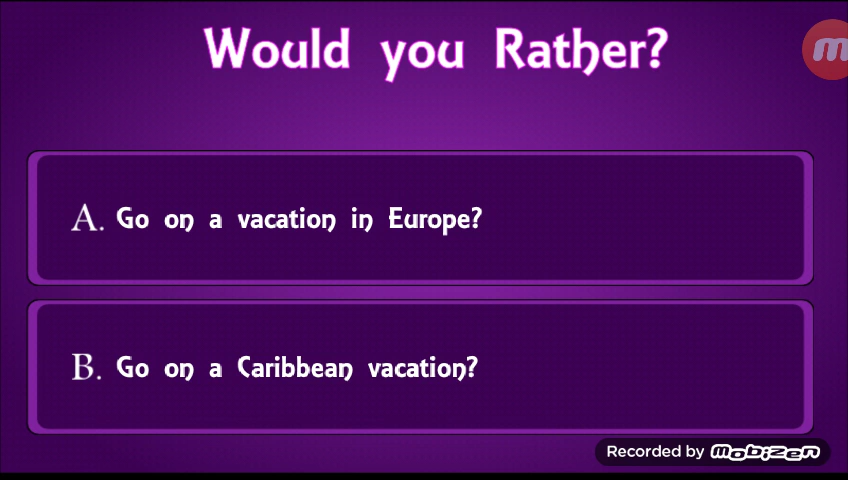 Would you Rather?
m
A. Go on a vacation in Europe?
B. Go on a Caribbean vacation?
Recorded by mobizen